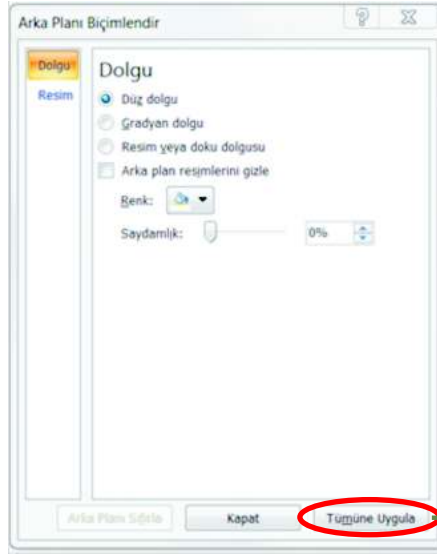 Arka Planı Biçimlendir
Dolgu
Resim
Dolgu
Düz dolgu
Gradyan dolgu
Resim veya doku dolgusu
Arka plan resimlerini gizle
Renk:
Saydamlık:
0%
Arka Planı Sıfırla
Kapat
Tümüne Uygula